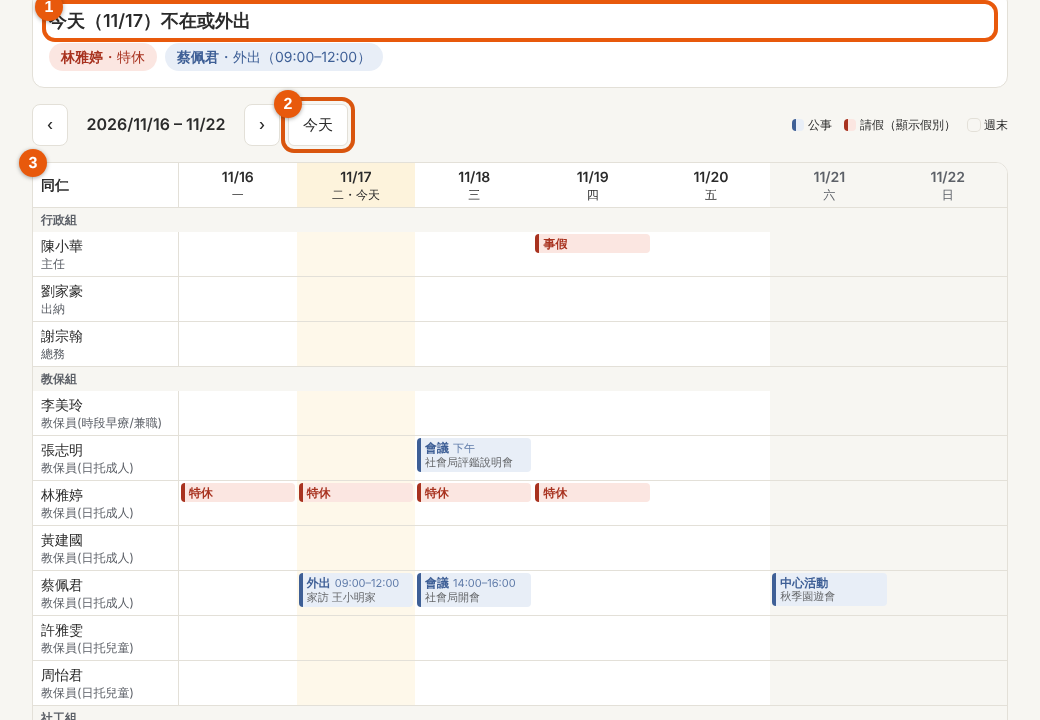 1
今天（11/17）不在或外出
林雅婷・特休 蔡佩君・外出（09:00–12:00）
‹ 2026/11/16 – 11/22 › 2 今天 公事 請假（顯示假別） 週末
3
同仁 11/16 一 11/17 二・今天 11/18 三 11/19 四 11/20 五 11/21 六 11/22 日
行政組
陳小華 事假
主任
劉家豪
出納
謝宗翰
總務
教保組
李美玲
教保員(時段早療/兼職)
張志明 會議 下午
教保員(日托成人) 社會局評鑑說明會
林雅婷 特休 特休 特休 特休
教保員(日托成人)
黃建國
教保員(日托成人)
蔡佩君 外出 09:00–12:00 會議 14:00–16:00 中心活動
教保員(日托成人) 家訪 王小明家 社會局開會 秋季園遊會
許雅雯
教保員(日托兒童)
周怡君
教保員(日托兒童)
社工組